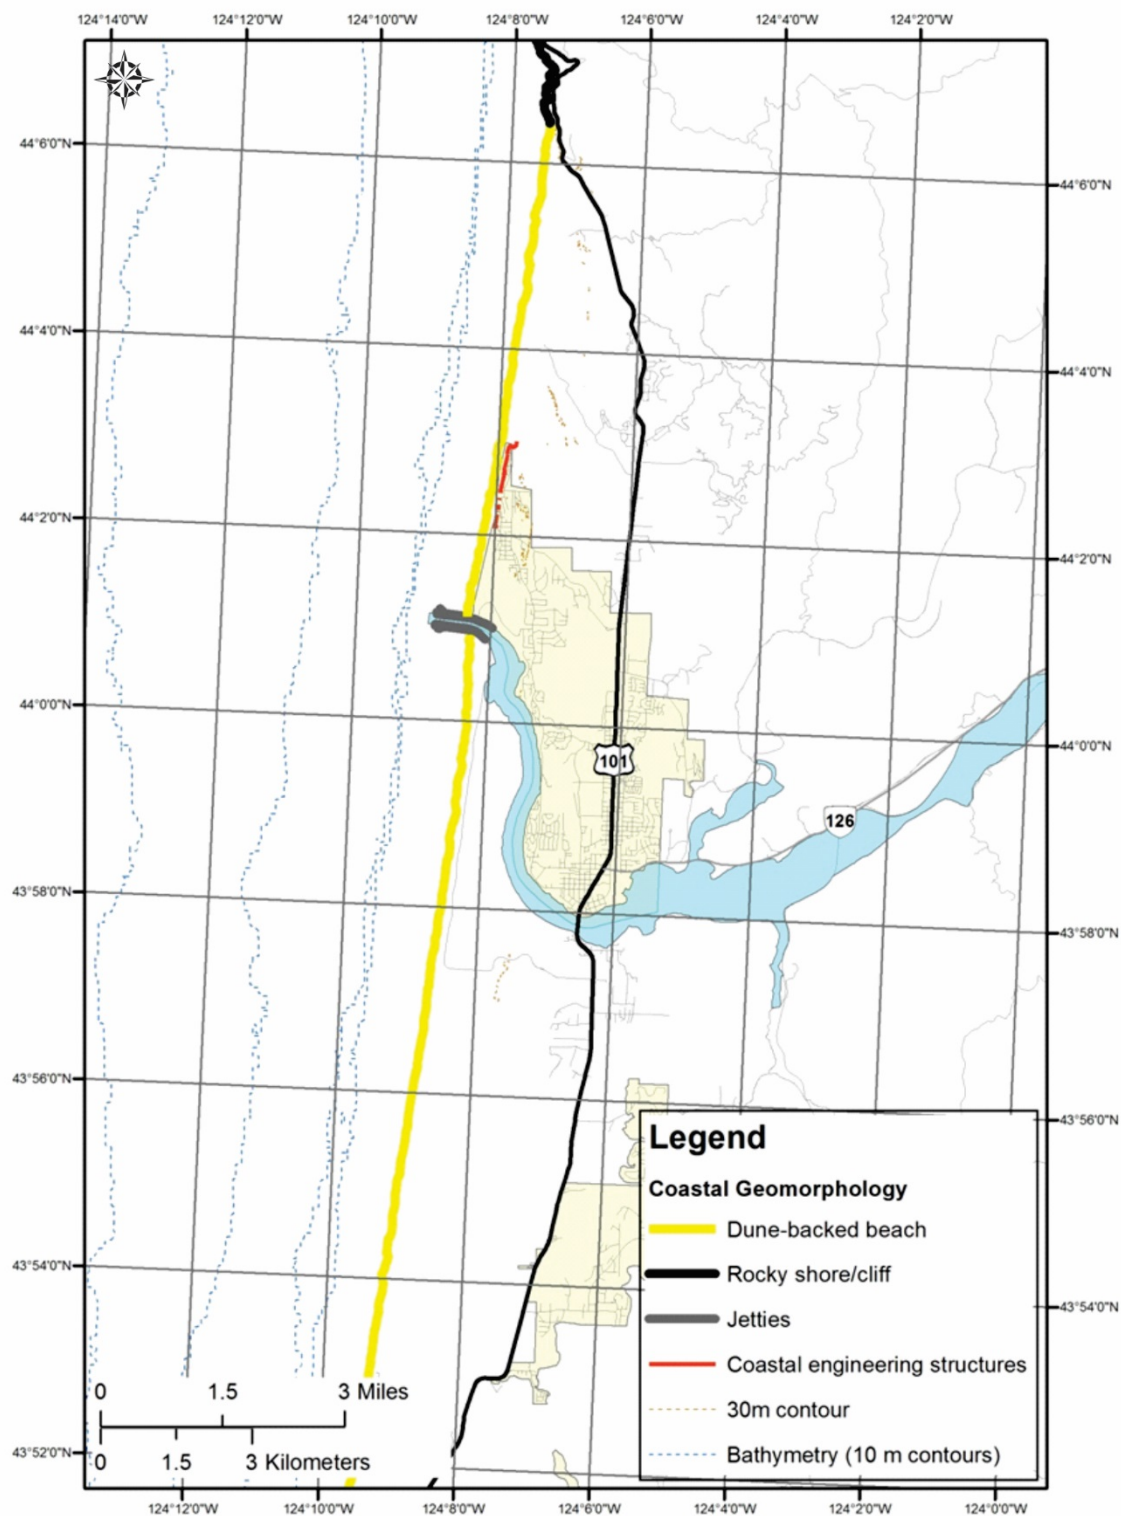 124°14'0"W 124°12'0"W 124°10'0"W 124°8'0"W 124°6'0"W 124°4'0"W 124°2'0"W
44°6'0"N
44°6'0"N
44°4'0"N
44°4'0"N
44°2'0"N
44°2'0"N
44°0'0"N
44°0'0"N
101
126
43°58'0"N
43°58'0"N
43°56'0"N
43°56'0"N
Legend
Coastal Geomorphology
Dune-backed beach
43°54'0"N
Rocky shore/cliff
43°54'0"N
Jetties
Coastal engineering structures
0 1.5 3 Miles
30m contour
43°52'0"N
Bathymetry (10 m contours)
0 1.5 3 Kilometers
124°12'0"W 124°10'0"W 124°8'0"W 124°6'0"W 124°4'0"W 124°2'0"W 124°0'0"W